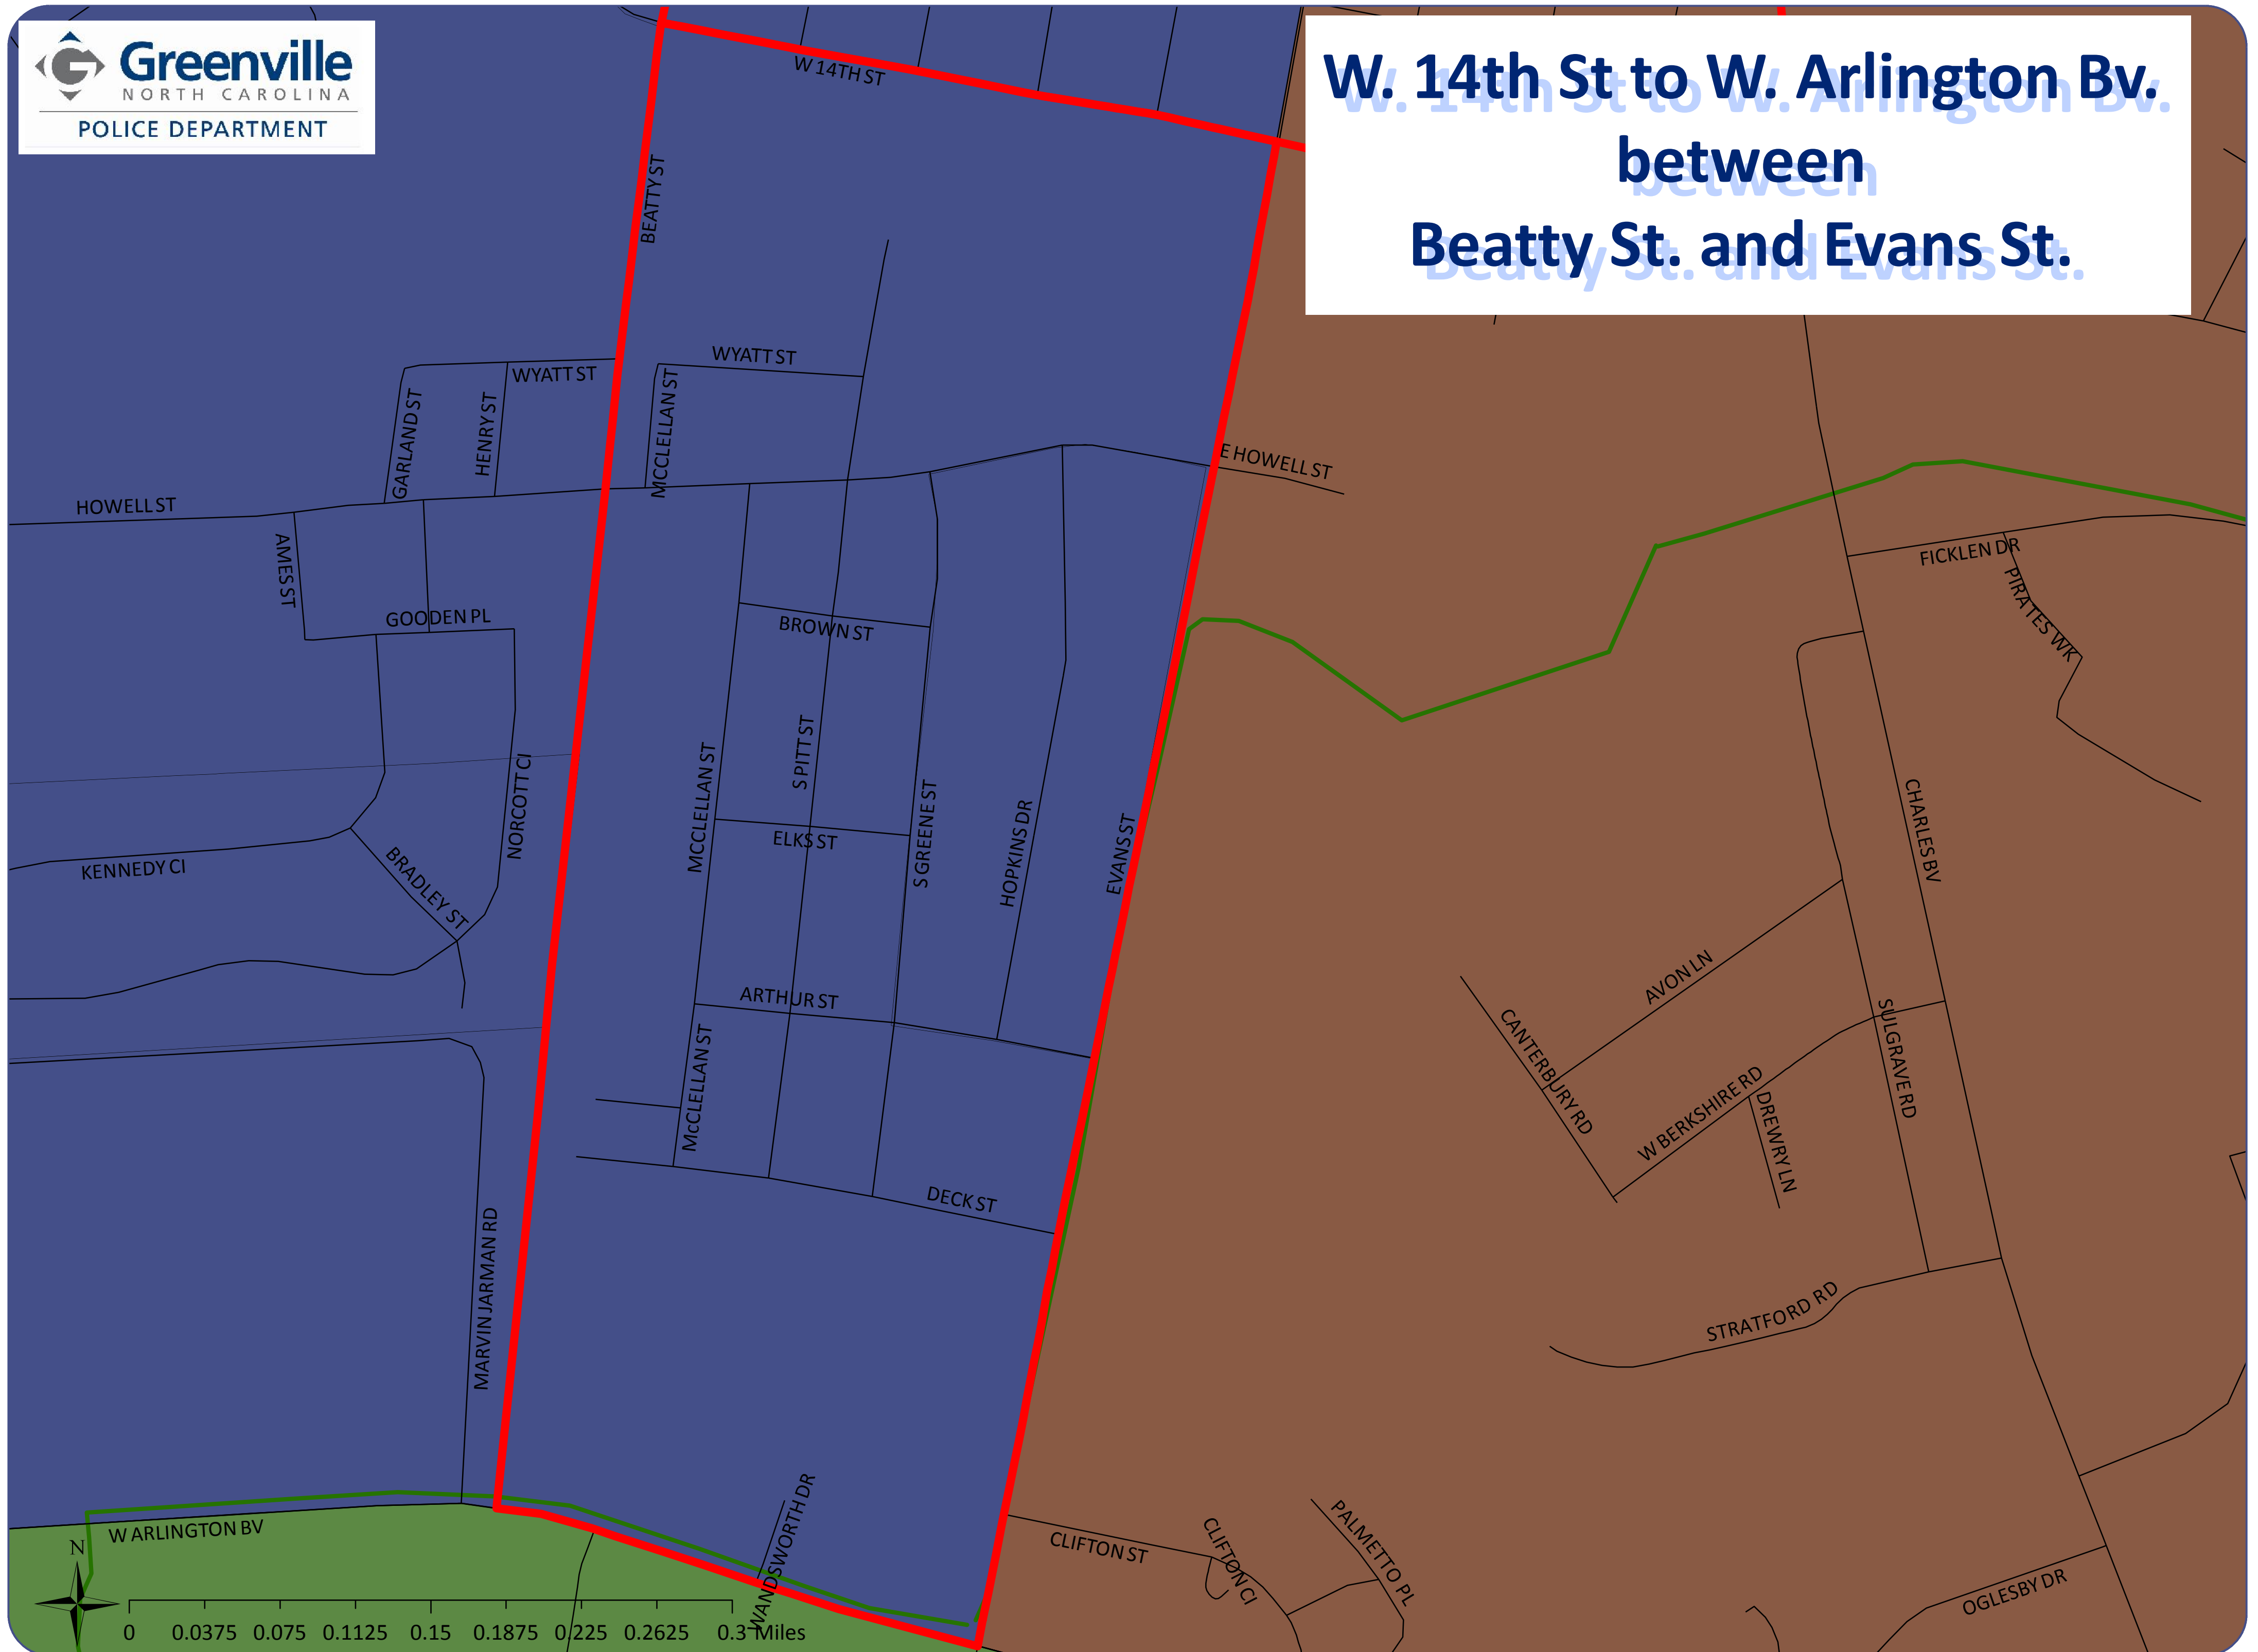 Greenville
NORTH CAROLINA
POLICE DEPARTMENT
W. 14th St to W. Arlington Bv.
between
Beatty St. and Evans St.
W 14TH ST
BEATTY ST
WYATT ST
WYATT ST
GARLAND ST
HENRY ST
MCCLELLAN ST
E HOWELL ST
HOWELL ST
AMES ST
GOODEN PL
BROWN ST
FICKLEN DR
PIRATES WK
NORCOTT CI
MCCLELLAN ST
S PITT ST
S GREENE ST
HOPKINS DR
EVANS ST
CHARLES BV
ELKS ST
KENNEDY CI
BRADLEY ST
AVON LN
ARTHUR ST
CANTERBURY RD
SULGRAVE RD
McCLELLAN ST
W BERKSHIRE RD
DREWRY LN
DECK ST
MARVIN JARMAN RD
STRATFORD RD
WANDSWORTH DR
W ARLINGTON BV
CLIFTON ST
CLIFTON CI
PALMETTO PL
OGLESBY DR
N
0 0.0375 0.075 0.1125 0.15 0.1875 0.225 0.2625 0.3 Miles